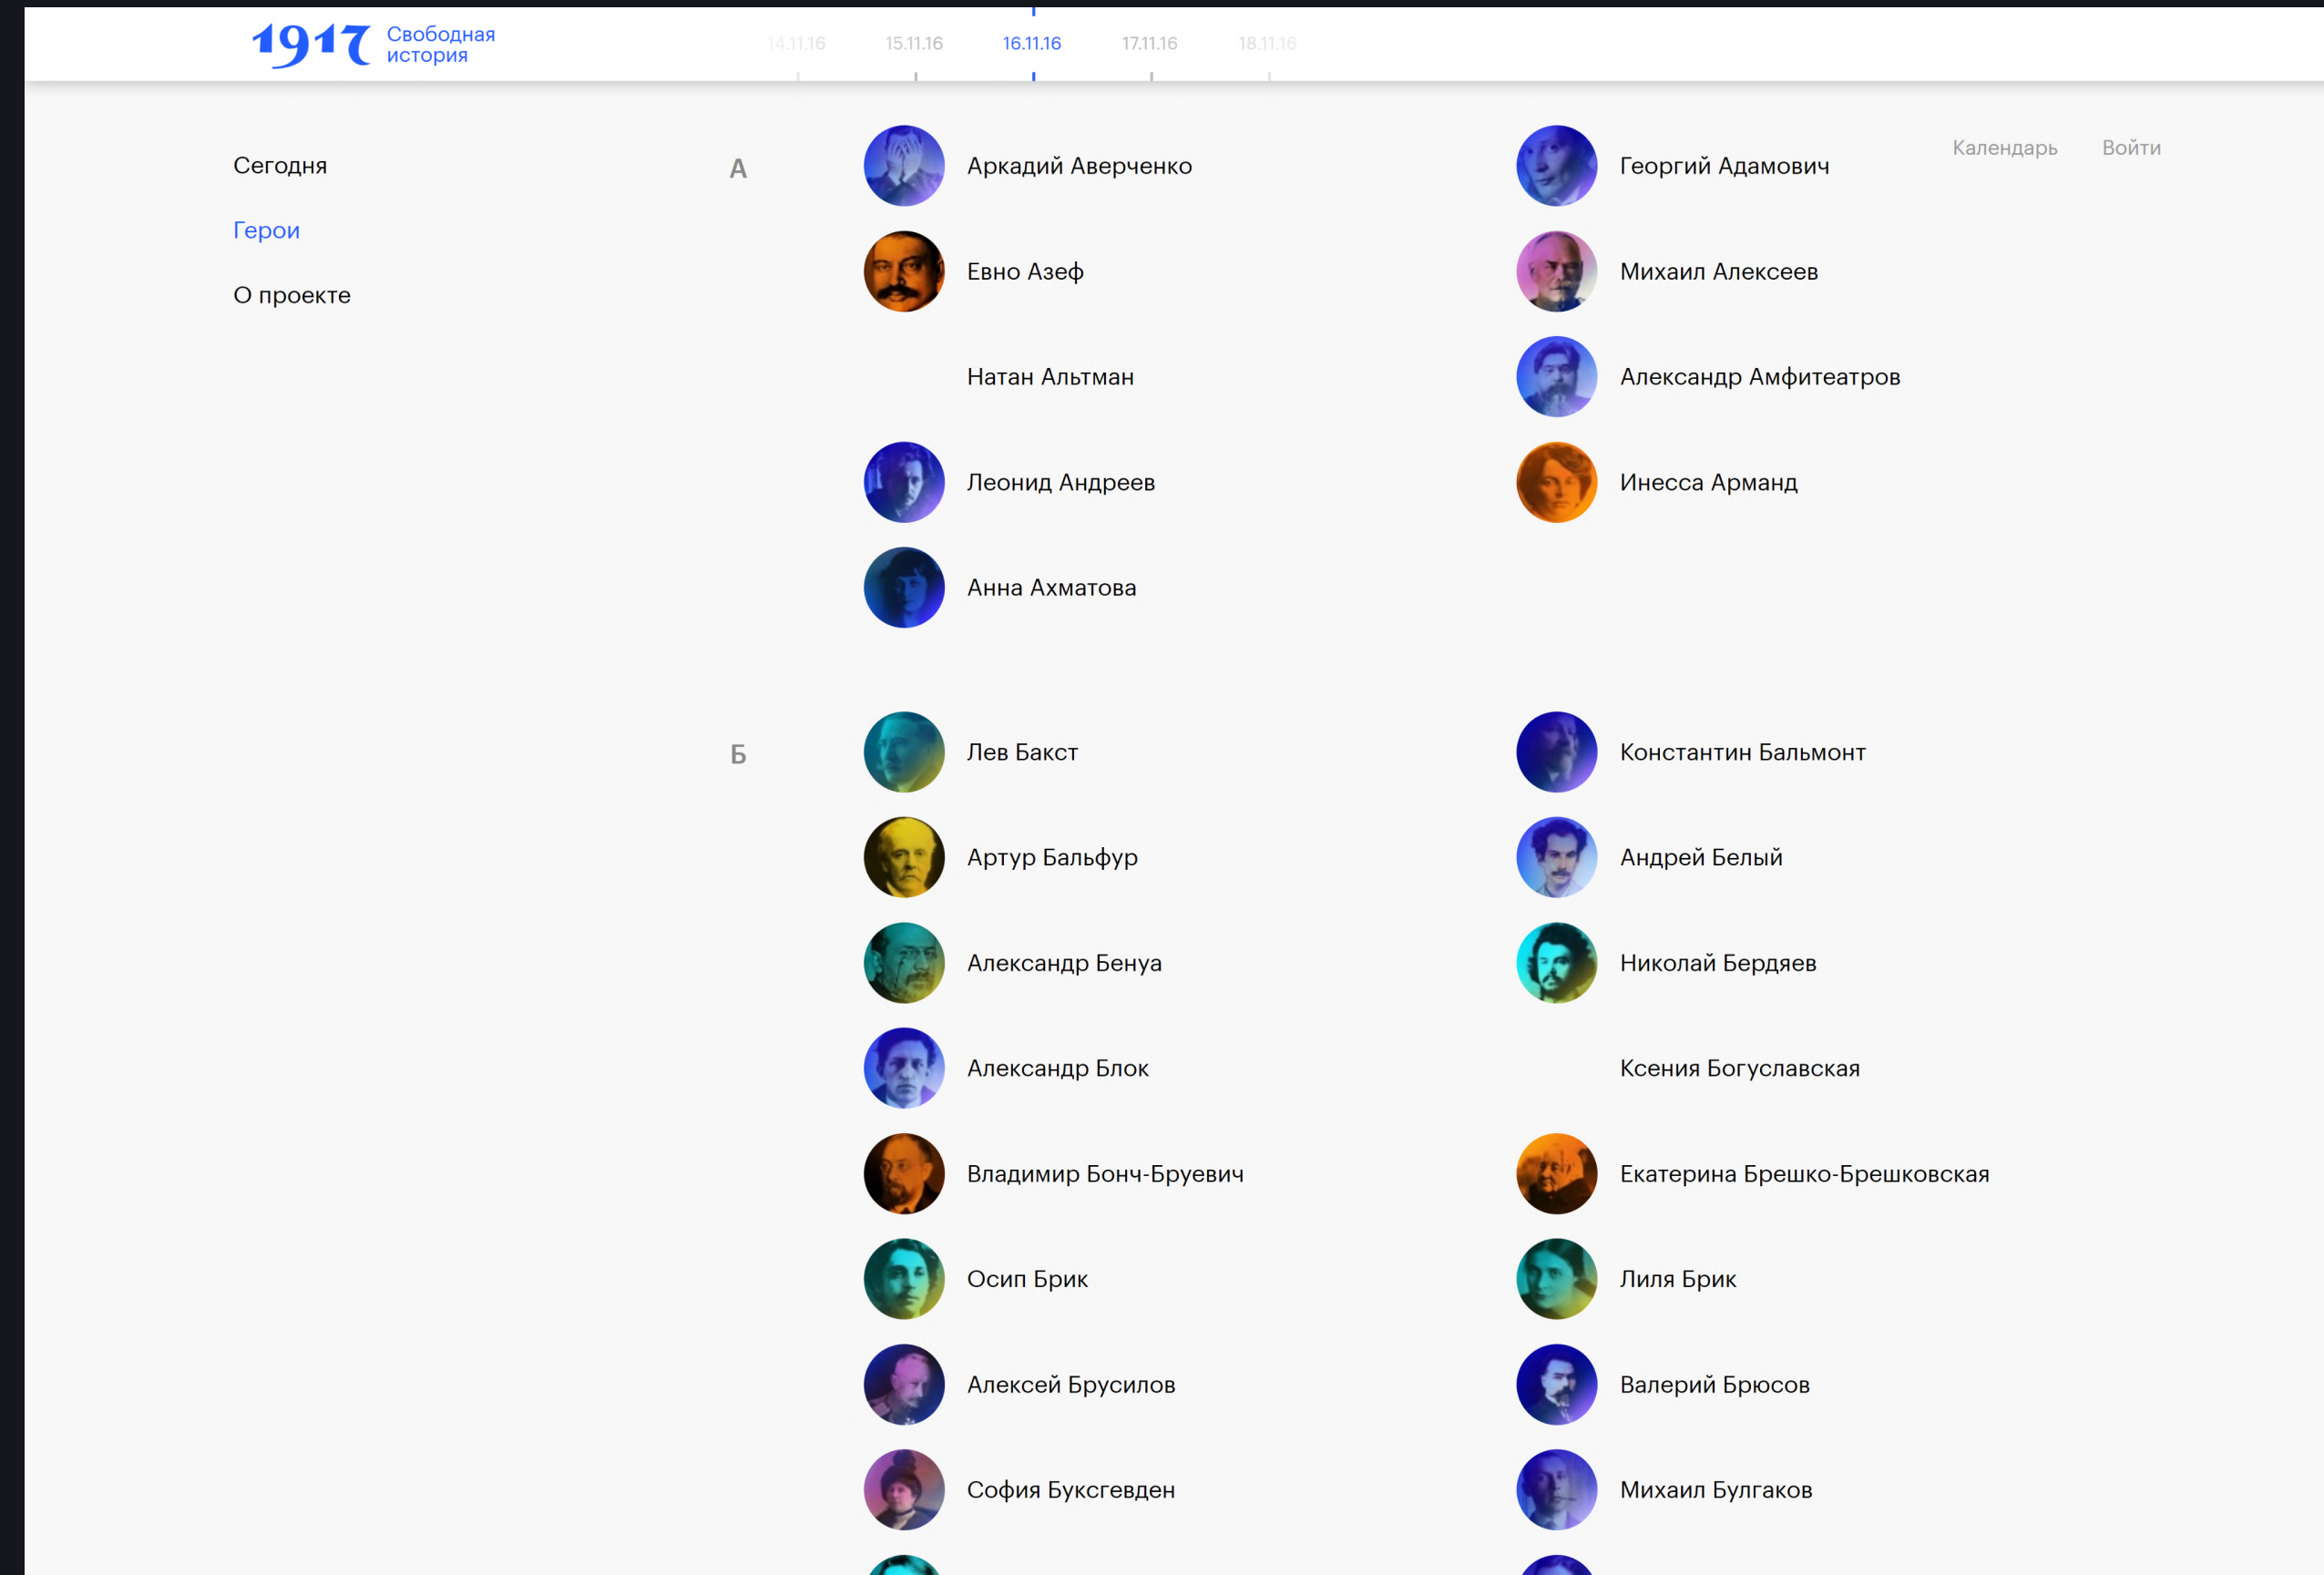 1917 Свободная
история
14.11.16 15.11.16 16.11.16 17.11.16 18.11.16
Календарь Войти
Сегодня
Герои
О проекте
А
Аркадий Аверченко
Георгий Адамович
Евно Азеф
Михаил Алексеев
Натан Альтман
Александр Амфитеатров
Леонид Андреев
Инесса Арманд
Анна Ахматова
Б
Лев Бакст
Константин Бальмонт
Артур Бальфур
Андрей Белый
Александр Бенуа
Николай Бердяев
Александр Блок
Ксения Богуславская
Владимир Бонч-Бруевич
Екатерина Брешко-Брешковская
Осип Брик
Лиля Брик
Алексей Брусилов
Валерий Брюсов
София Буксгевден
Михаил Булгаков